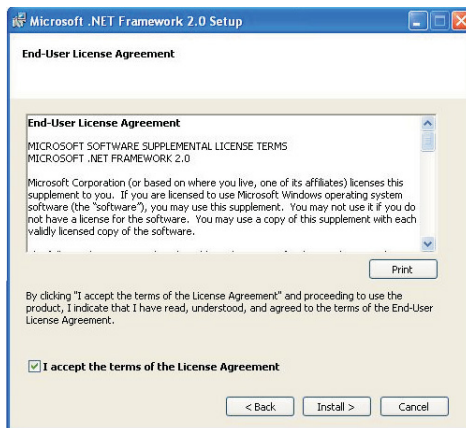 Microsoft .NET Framework 2.0 Setup
End-User License Agreement
End-User License Agreement
MICROSOFT SOFTWARE SUPPLEMENTAL LICENSE TERMS
MICROSOFT .NET FRAMEWORK 2.0
Microsoft Corporation (or based on where you live, one of its affiliates) licenses this
supplement to you. If you are licensed to use Microsoft Windows operating system
software (the "software"), you may use this supplement. You may not use it if you do
not have a license for the software. You may use a copy of this supplement with each
validly licensed copy of the software.
Print
By clicking "I accept the terms of the License Agreement" and proceeding to use the
product, I indicate that I have read, understood, and agreed to the terms of the End-User
License Agreement.
I accept the terms of the License Agreement
< Back Install > Cancel